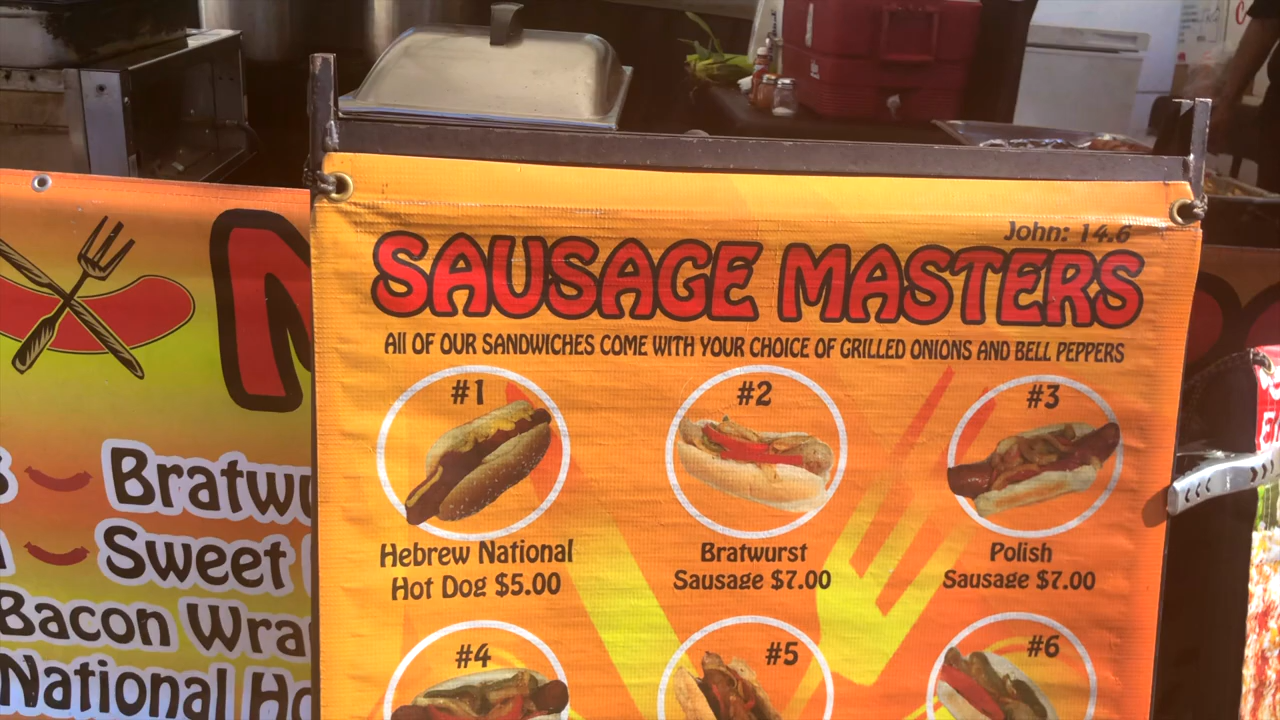 John: 14.6
SAUSAGE MASTERS
All OF OUR SANDWICHES COME WITH YOUR CHOICE OF GRILLED ONIONS AND BELL PEPPERS
#1
#2
#3
Hebrew National
Hot Dog $5.00
Bratwurst
Sausage $7.00
Polish
Sausage $7.00
#4
#5
#6
Bratwu
Sweet
Bacon Wra
National Ho